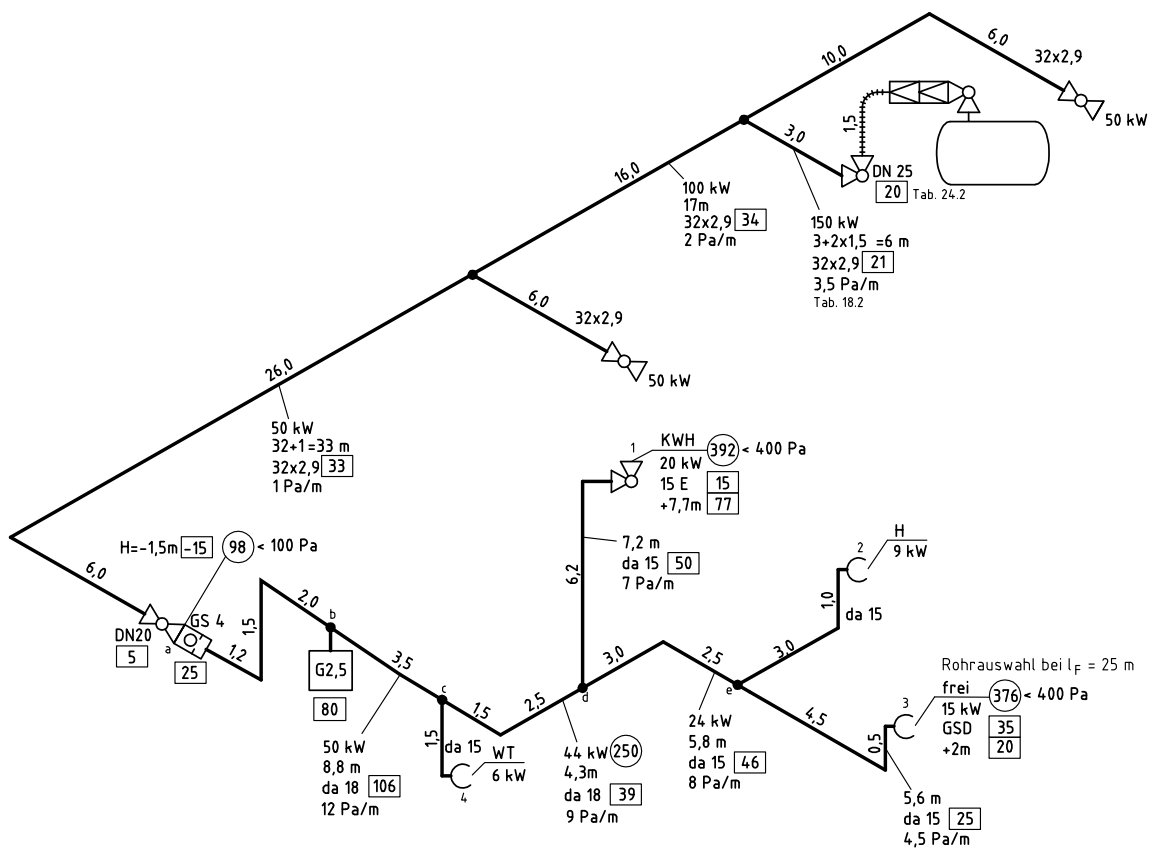 10,0
6,0
32x2,9
50 kW
1,5
3,0
DN 25
20 Tab. 24.2
16,0
100 kW
17m
32x2,9 34
2 Pa/m
150 kW
3+2x1,5 =6 m
32x2,9 21
3,5 Pa/m
Tab. 18.2
6,0
32x2,9
50 kW
26,0
50 kW
32+1=33 m
32x2,9 33
1 Pa/m
1
KWH 392 < 400 Pa
20 kW
15 E 15
+7,7m 77
H=-1,5m -15 98 < 100 Pa
6,0
DN20
5
a
GS 4
25
1,2
1,5
2,0
b
G2,5
80
3,5
50 kW
8,8 m
da 18 106
12 Pa/m
c
1,5
1,5
da 15
WT
6 kW
4
2,5
d
6,2
7,2 m
da 15 50
7 Pa/m
44 kW 250
4,3m
da 18 39
9 Pa/m
3,0
2,5
e
24 kW
5,8 m
da 15 46
8 Pa/m
3,0
1,0
da 15
2
H
9 kW
4,5
0,5
3
Rohrauswahl bei lF = 25 m
frei 376 < 400 Pa
15 kW
GSD 35
+2m 20
5,6 m
da 15 25
4,5 Pa/m